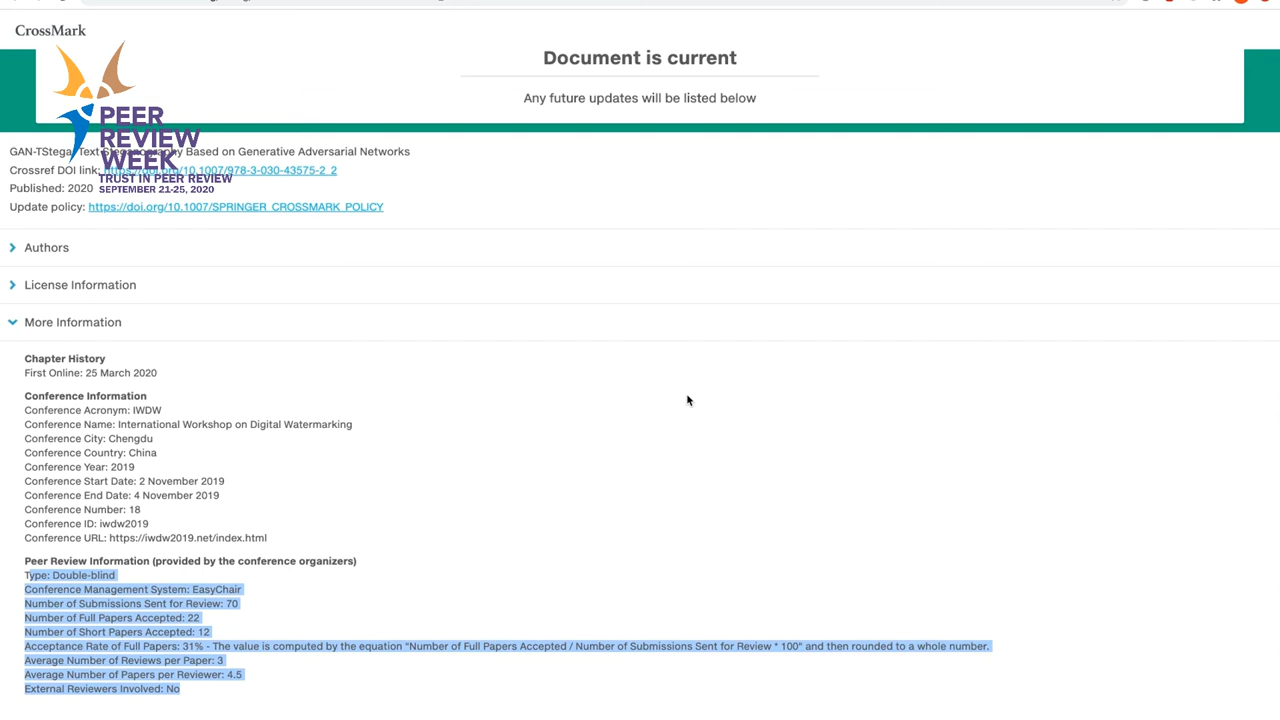 CrossMark
Document is current
Any future updates will be listed below
PEER
REVIEW
WEEK
TRUST IN PEER REVIEW
SEPTEMBER 21-25, 2020
GAN-TStega: Text Steganography Based on Generative Adversarial Networks
Crossref DOI link: https://doi.org/10.1007/978-3-030-43575-2_2
Published: 2020
Update policy: https://doi.org/10.1007/SPRINGER_CROSSMARK_POLICY
Authors
License Information
More Information
Chapter History
First Online: 25 March 2020
Conference Information
Conference Acronym: IWDW
Conference Name: International Workshop on Digital Watermarking
Conference City: Chengdu
Conference Country: China
Conference Year: 2019
Conference Start Date: 2 November 2019
Conference End Date: 4 November 2019
Conference Number: 18
Conference ID: iwdw2019
Conference URL: https://iwdw2019.net/index.html
Peer Review Information (provided by the conference organizers)
Type: Double-blind
Conference Management System: EasyChair
Number of Submissions Sent for Review: 70
Number of Full Papers Accepted: 22
Number of Short Papers Accepted: 12
Acceptance Rate of Full Papers: 31% - The value is computed by the equation "Number of Full Papers Accepted / Number of Submissions Sent for Review * 100" and then rounded to a whole number.
Average Number of Reviews per Paper: 3
Average Number of Papers per Reviewer: 4.5
External Reviewers Involved: No